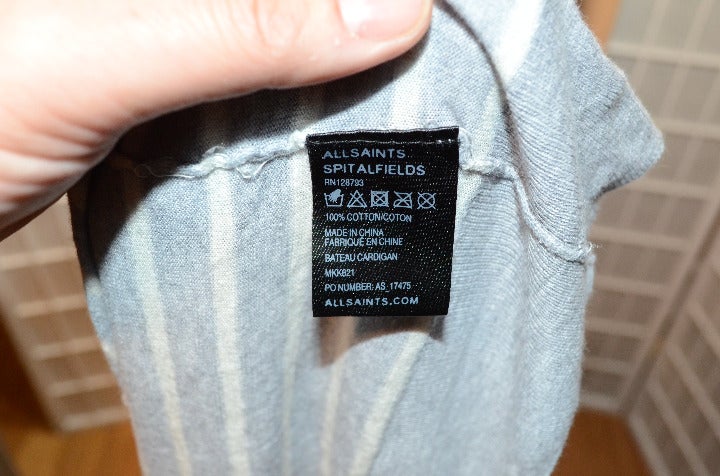 ALLSAINTS
SPITALFIELDS
RN128793
100% COTTON/COTON
MADE IN CHINA
FABRIQUÉ EN CHINE
BATEAU CARDIGAN
MKK821
PO NUMBER: AS_17475
ALLSAINTS.COM